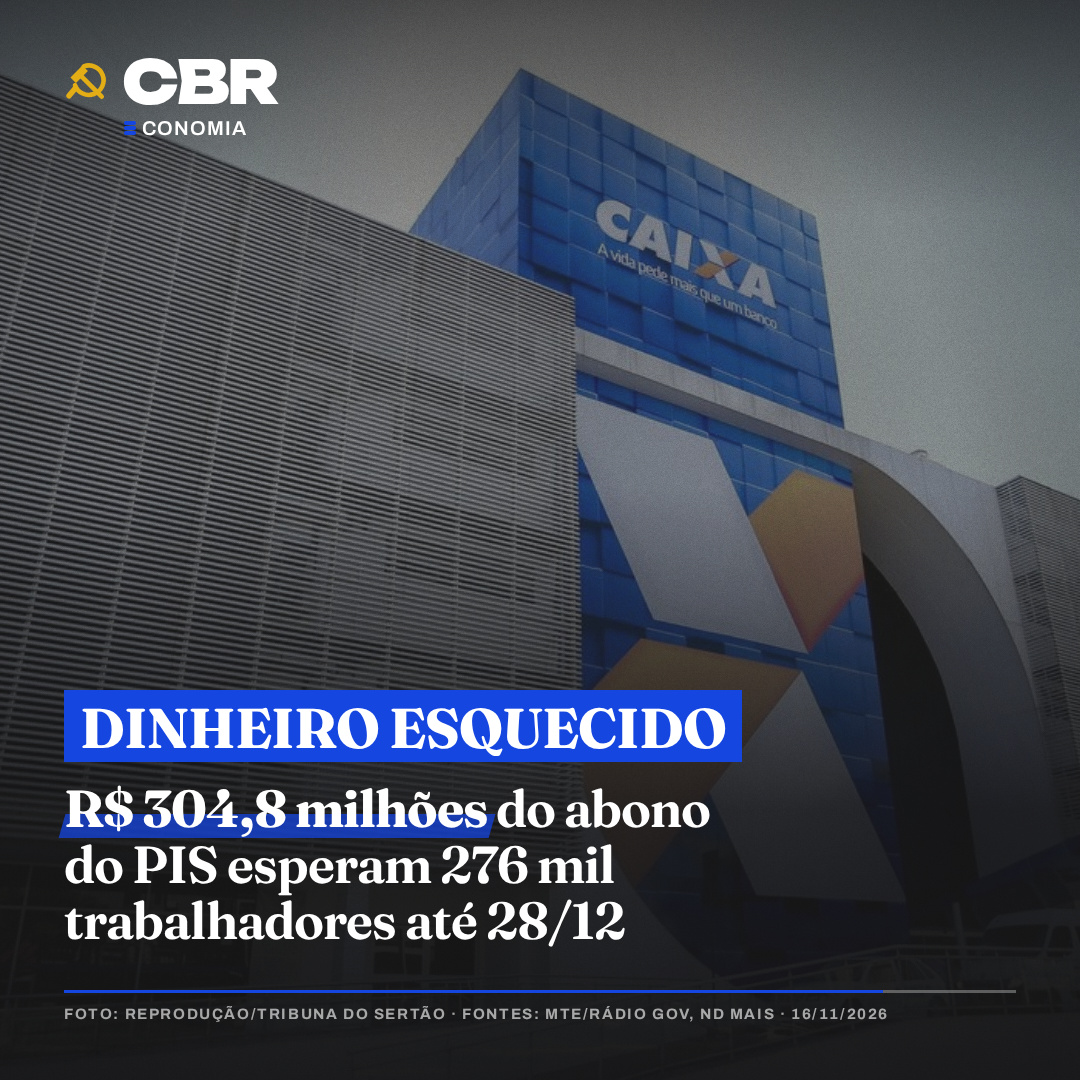 CBR
ECONOMIA
CAIXA
A vida pede mais que um banco
DINHEIRO ESQUECIDO
R$ 304,8 milhões do abono
do PIS esperam 276 mil
trabalhadores até 28/12
FOTO: REPRODUÇÃO/TRIBUNA DO SERTÃO · FONTES: MTE/RÁDIO GOV, ND MAIS · 16/11/2026